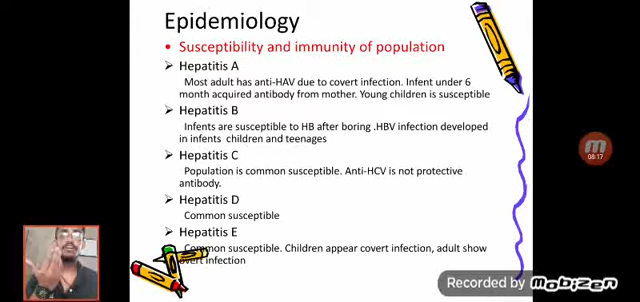 Epidemiology
• Susceptibility and immunity of population
➢ Hepatitis A
Most adult has anti-HAV due to covert infection. Infent under 6
month acquired antibody from mother. Young children is susceptible
➢ Hepatitis B
Infents are susceptible to HB after boring .HBV infection developed
in infents children and teenages
➢ Hepatitis C
Population is common susceptible. Anti-HCV is not protective
antibody.
➢ Hepatitis D
Common susceptible
➢ Hepatitis E
Common susceptible. Children appear covert infection, adult show
overt infection
08:17
Recorded by mobizen